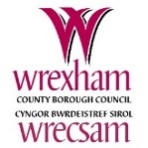 wrexham
COUNTY BOROUGH COUNCIL
CYNGOR BWRDEISTREF SIROL
wrecsam